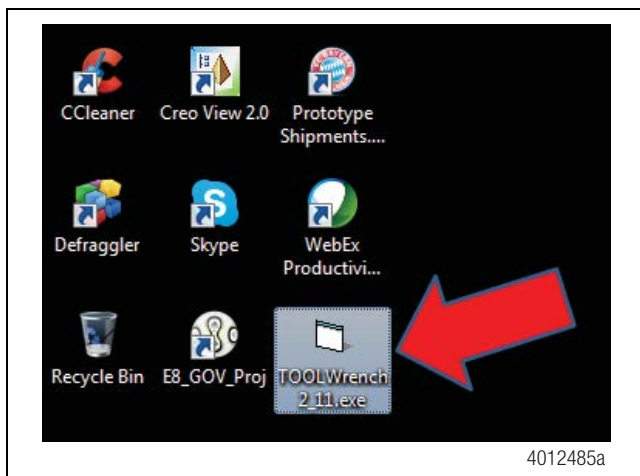 CCleaner
Creo View 2.0
Prototype
Shipments....
Defraggler
Skype
WebEx
Productivi...
Recycle Bin
E8_GOV_Proj
TOOLWrench
2_11.exe
4012485a